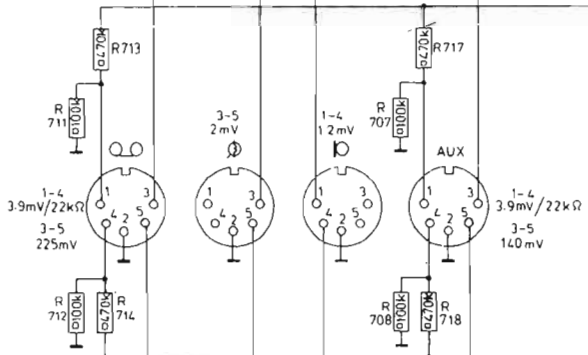 470k R713
470k R717
R 711 100k
3-5
2mV
1-4
12mV
R 707 100k
AUX
1-4
3.9mV/22kΩ
3-5
225mV
1 3 4 5 2
1 3 4 5 2
1 3 4 5 2
1 3 4 5 2
1-4
3.9mV/22kΩ
3-5
140mV
R 712 100k
470k R 714
R 708 100k
470k R 718